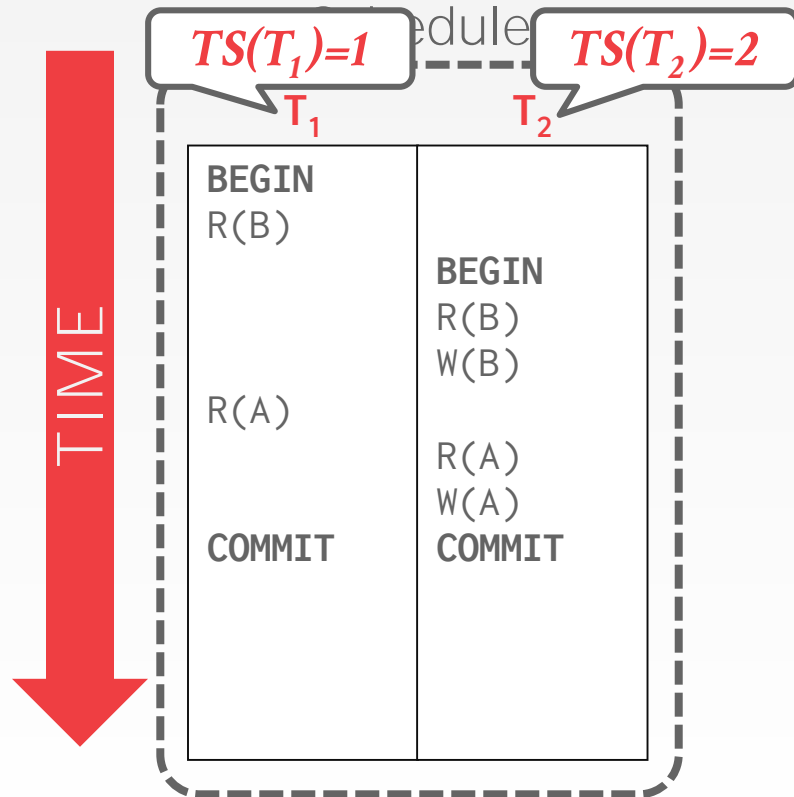 Schedule
TS(T₁)=1
TS(T₂)=2
T₁
T₂
TIME
BEGIN
R(B)
BEGIN
R(B)
W(B)
R(A)
R(A)
W(A)
COMMIT
COMMIT